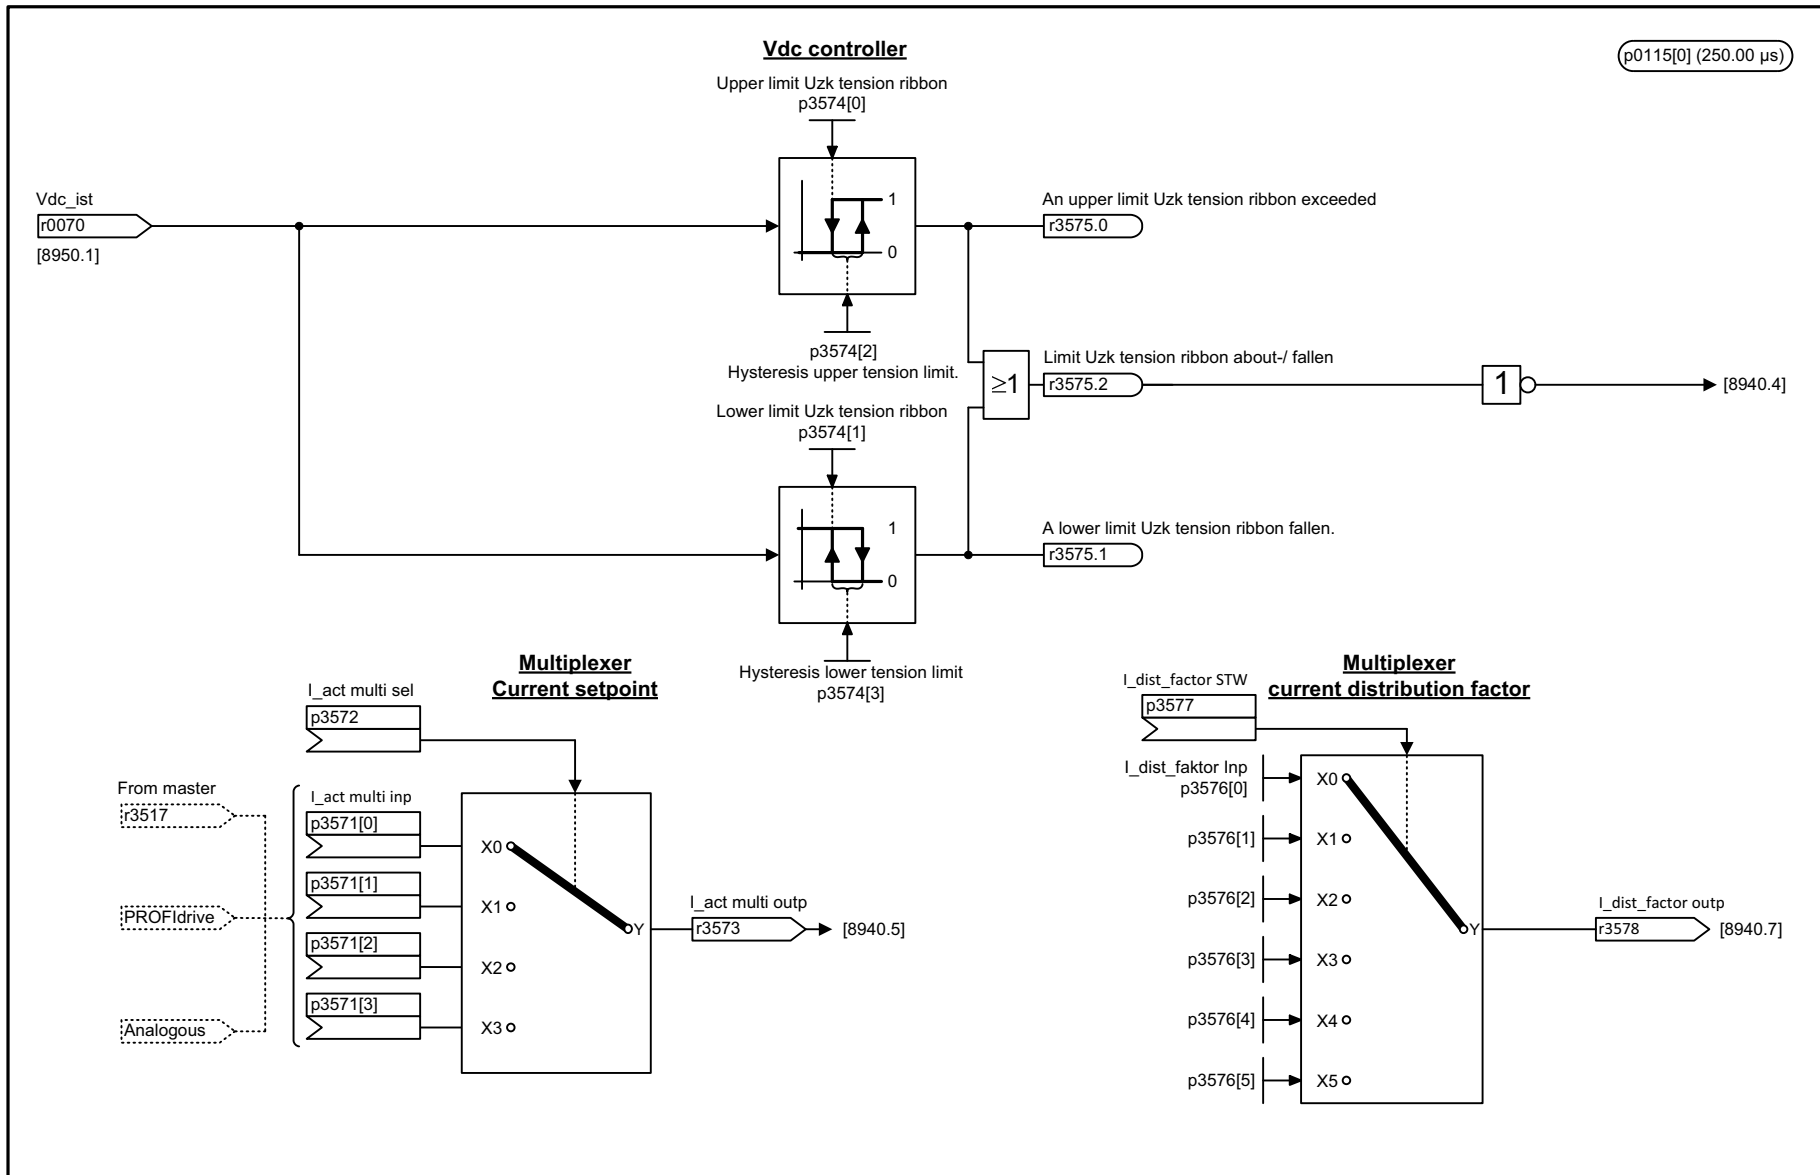 Vdc controller
p0115[0] (250.00 µs)
Upper limit Uzk tension ribbon
p3574[0]
Vdc_ist
r0070
[8950.1]
1
0
An upper limit Uzk tension ribbon exceeded
r3575.0
p3574[2]
Hysteresis upper tension limit.
≥1
Limit Uzk tension ribbon about-/ fallen
r3575.2
1
[8940.4]
Lower limit Uzk tension ribbon
p3574[1]
1
0
A lower limit Uzk tension ribbon fallen.
r3575.1
Hysteresis lower tension limit
p3574[3]
Multiplexer
Current setpoint
I_act multi sel
p3572
From master
r3517
PROFIdrive
Analogous
I_act multi inp
p3571[0]
p3571[1]
p3571[2]
p3571[3]
X0
X1
X2
X3
Y
I_act multi outp
r3573
[8940.5]
Multiplexer
current distribution factor
I_dist_factor STW
p3577
I_dist_faktor Inp
p3576[0]
p3576[1]
p3576[2]
p3576[3]
p3576[4]
p3576[5]
X0
X1
X2
X3
X4
X5
Y
I_dist_factor outp
r3578
[8940.7]